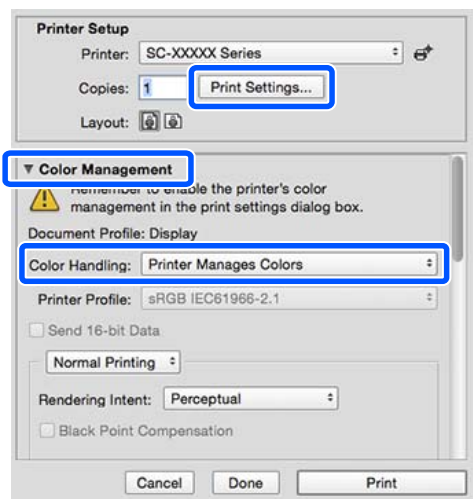 Printer Setup
Printer: SC-XXXXX Series
Copies: 1 Print Settings...
Layout:
▼ Color Management
Remember to enable the printer's color
management in the print settings dialog box.
Document Profile: Display
Color Handling: Printer Manages Colors
Printer Profile: sRGB IEC61966-2.1
Send 16-bit Data
Normal Printing
Rendering Intent: Perceptual
Black Point Compensation
Cancel Done Print